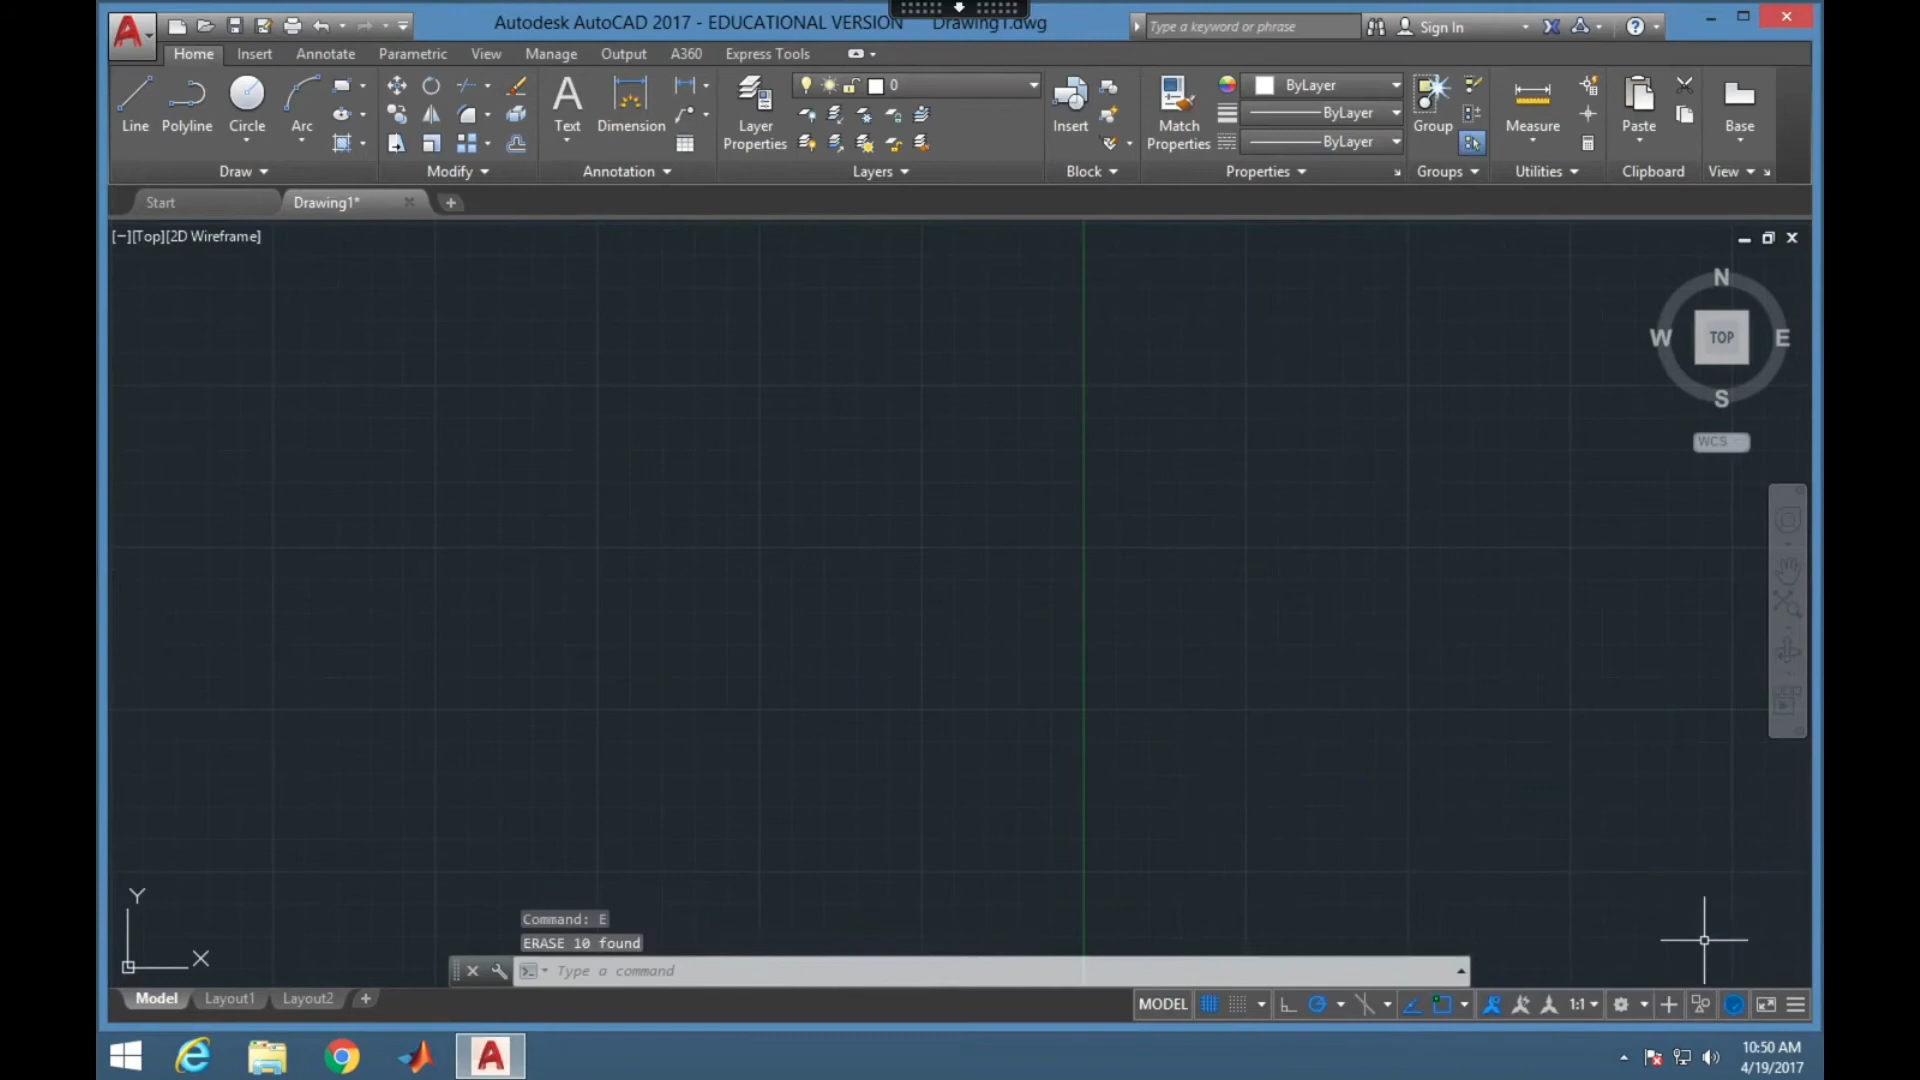 Autodesk AutoCAD 2017 - EDUCATIONAL VERSION Drawing1.dwg
Type a keyword or phrase
Sign In
Home Insert Annotate Parametric View Manage Output A360 Express Tools
Line Polyline Circle Arc
Text Dimension
Layer Properties
0
Insert
Match Properties
ByLayer
ByLayer
ByLayer
Group
Measure
Paste
Base
Draw Modify Annotation Layers Block Properties Groups Utilities Clipboard View
Start Drawing1*
[−][Top][2D Wireframe]
N
W TOP E
S
WCS
Y
X
Command: E
ERASE 10 found
Type a command
Model Layout1 Layout2
MODEL 1:1
10:50 AM
4/19/2017